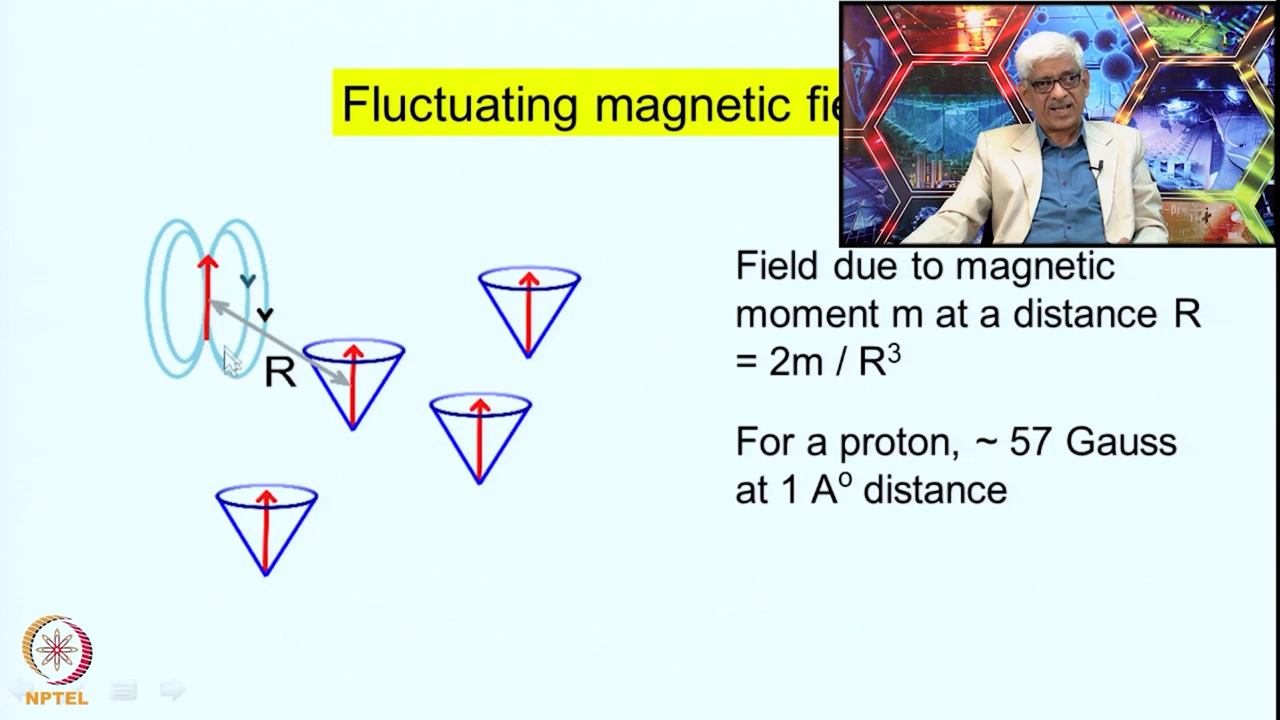 Fluctuating magnetic fie
Field due to magnetic
moment m at a distance R
= 2m / R³
R
For a proton, ~ 57 Gauss
at 1 Aº distance
NPTEL